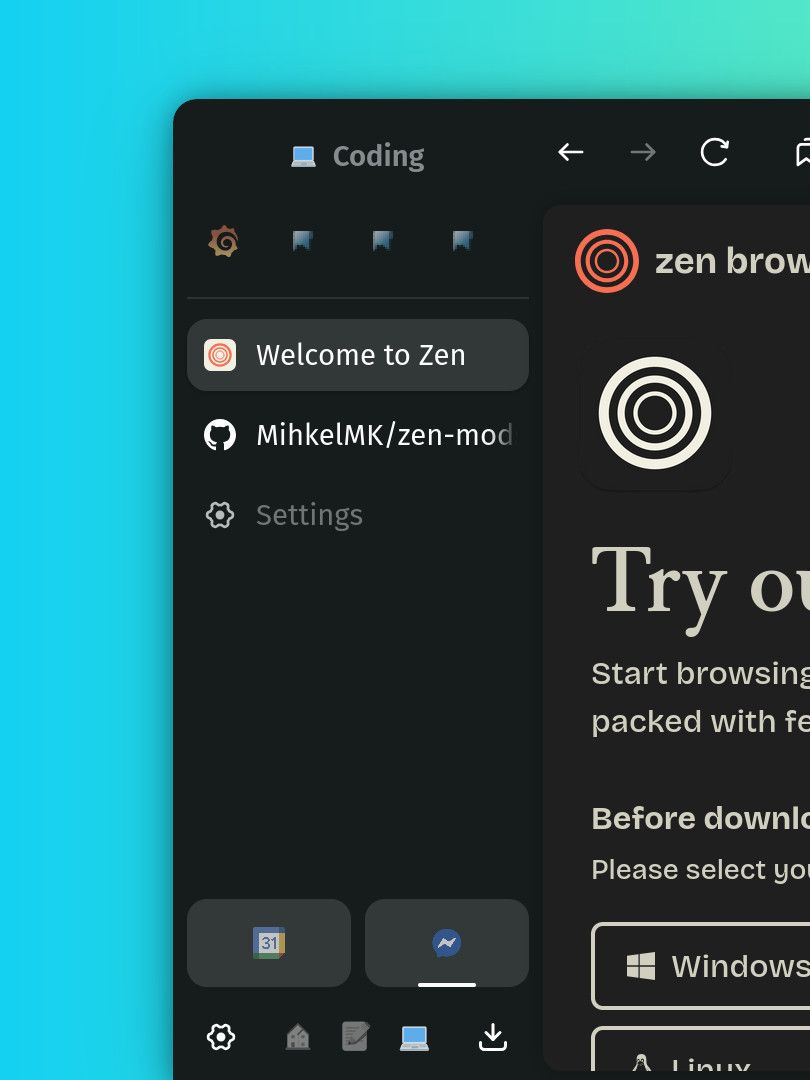 Coding
Welcome to Zen
MihkelMK/zen-mod
Settings
31
zen brow
Try ou
Start browsing
packed with fe
Before downlo
Please select you
Windows
Linux